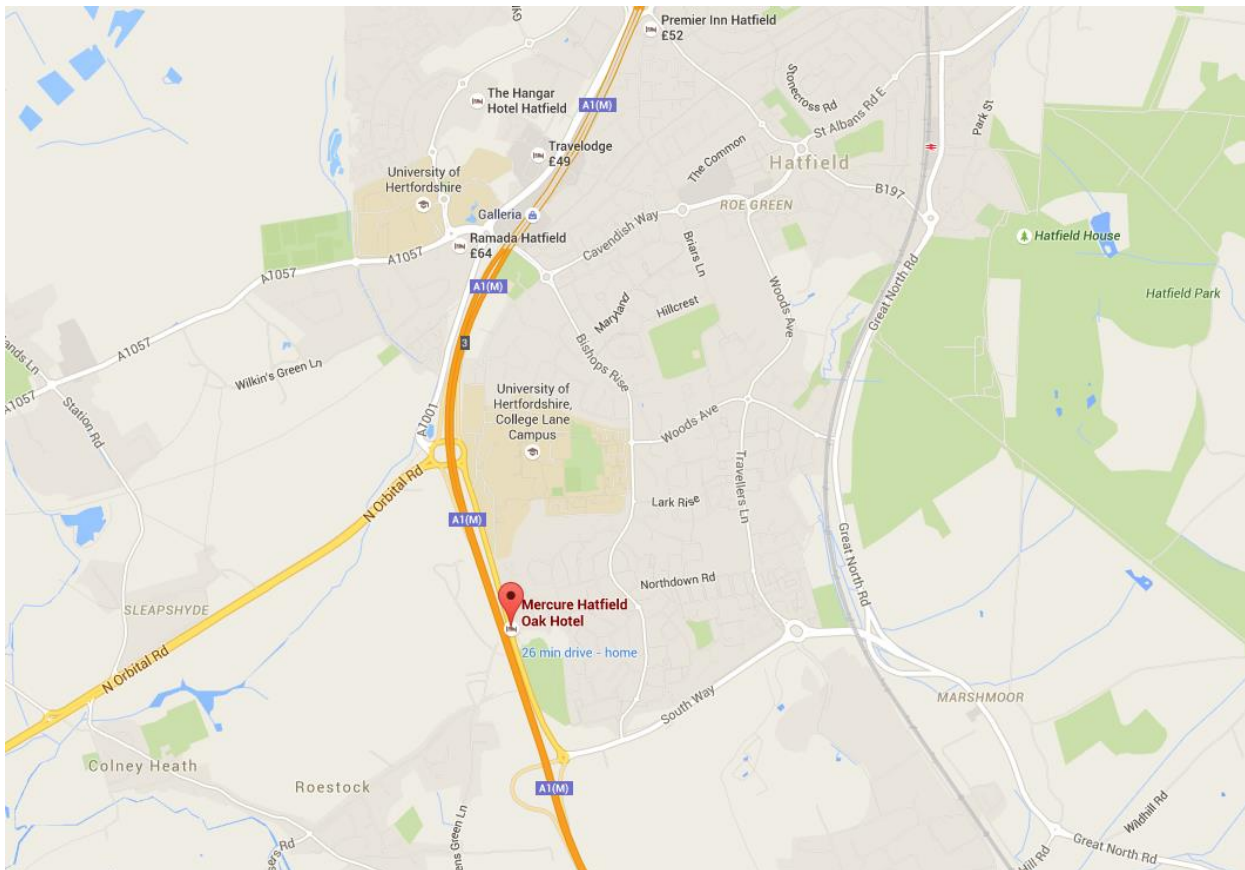 Premier Inn Hatfield
£52
The Hangar
Hotel Hatfield
A1(M)
Stonecross Rd
St Albans Rd E
Park St
Travelodge
£49
The Common
Hatfield
University of
Hertfordshire
B197
Galleria
ROE GREEN
Ramada Hatfield
£64
Cavendish Way
Hatfield House
A1057
A1057
Briars Ln
Great North Rd
A1(M)
Woods Ave
Hatfield Park
Maryland
Hillcrest
3
A1057
Bishops Rise
Wilkin's Green Ln
A1057
Station Rd
University of
Hertfordshire,
College Lane
Campus
A1001
Woods Ave
Travellers Ln
N Orbital Rd
Lark Rise
A1(M)
Great North Rd
Northdown Rd
SLEAPSHYDE
Mercure Hatfield
Oak Hotel
26 min drive - home
N Orbital Rd
South Way
MARSHMOOR
Colney Heath
Roestock
A1(M)
Wildhill Rd
Great North Rd
Hill Rd